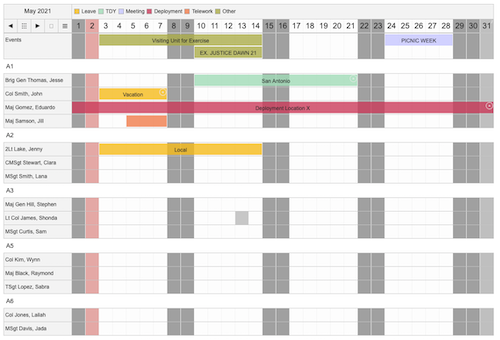 May 2021 Leave TDY Meeting Deployment Telework Other
1 2 3 4 5 6 7 8 9 10 11 12 13 14 15 16 17 18 19 20 21 22 23 24 25 26 27 28 29 30 31
Events Visiting Unit for Exercise PICNIC WEEK
EX. JUSTICE DAWN 21
A1
Brig Gen Thomas, Jesse San Antonio
Col Smith, John Vacation
Maj Gomez, Eduardo Deployment Location X
Maj Samson, Jill
A2
2Lt Lake, Jenny Local
CMSgt Stewart, Clara
MSgt Smith, Lana
A3
Maj Gen Hill, Stephen
Lt Col James, Shonda
MSgt Curtis, Sam
A5
Col Kim, Wynn
Maj Black, Raymond
TSgt Lopez, Sabra
A6
Col Jones, Lailah
MSgt Davis, Jada